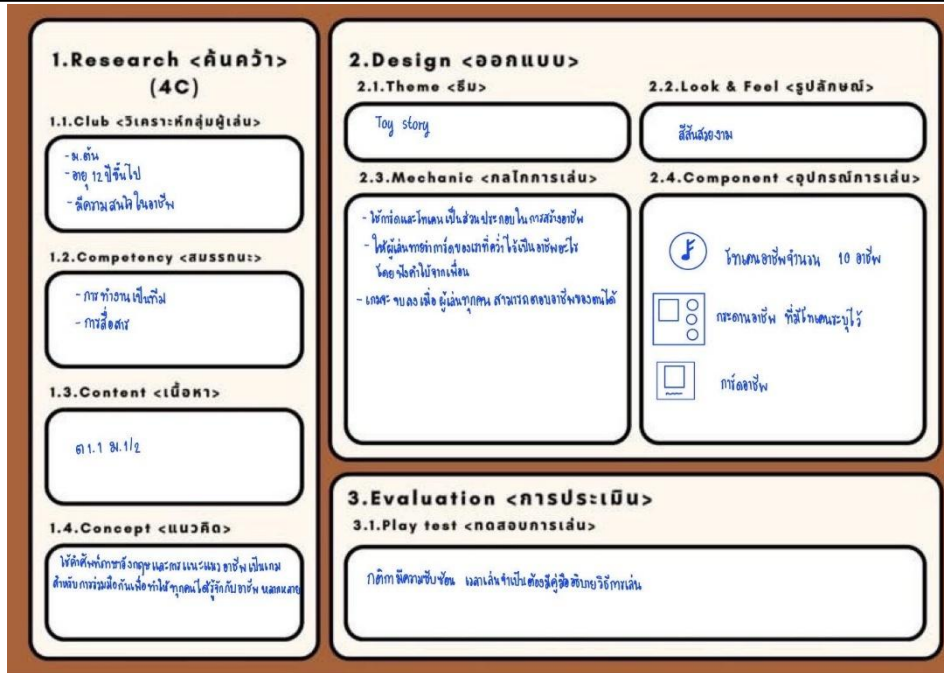 1.Research <ค้นคว้า>
(4C)
1.1.Club <วิเคราะห์กลุ่มผู้เล่น>
- ม.ต้น
- อายุ 12 ปีขึ้นไป
- มีความสนใจในอาชีพ
1.2.Competency <สมรรถนะ>
- การทำงานเป็นทีม
- การสื่อสาร
1.3.Content <เนื้อหา>
ต 1.1 ม.1/2
1.4.Concept <แนวคิด>
ใช้คำศัพท์ภาษาอังกฤษและการแนะแนวอาชีพเป็นเกม
สำหรับการร่วมมือกันเพื่อทำให้ทุกคนได้รู้จักกับอาชีพหลากหลาย
2.Design <ออกแบบ>
2.1.Theme <ธีม>
Toy story
2.2.Look & Feel <รูปลักษณ์>
สีสันสวยงาม
2.3.Mechanic <กลไกการเล่น>
- ใช้การ์ดและโทเคนเป็นส่วนประกอบในการสร้างอาชีพ
- ให้ผู้เล่นทายว่าการ์ดของเราที่คว่ำไว้เป็นอาชีพอะไร
โดยฟังคำใบ้จากเพื่อน
- เกมจะจบลงเมื่อผู้เล่นทุกคนสามารถตอบอาชีพของตนได้
2.4.Component <อุปกรณ์การเล่น>
โทเคนอาชีพจำนวน 10 อาชีพ
กระดานอาชีพ ที่มีโทเคนระบุไว้
การ์ดอาชีพ
3.Evaluation <การประเมิน>
3.1.Play test <ทดสอบการเล่น>
กติกามีความซับซ้อน เวลาเล่นจำเป็นต้องมีคู่มืออธิบายวิธีการเล่น